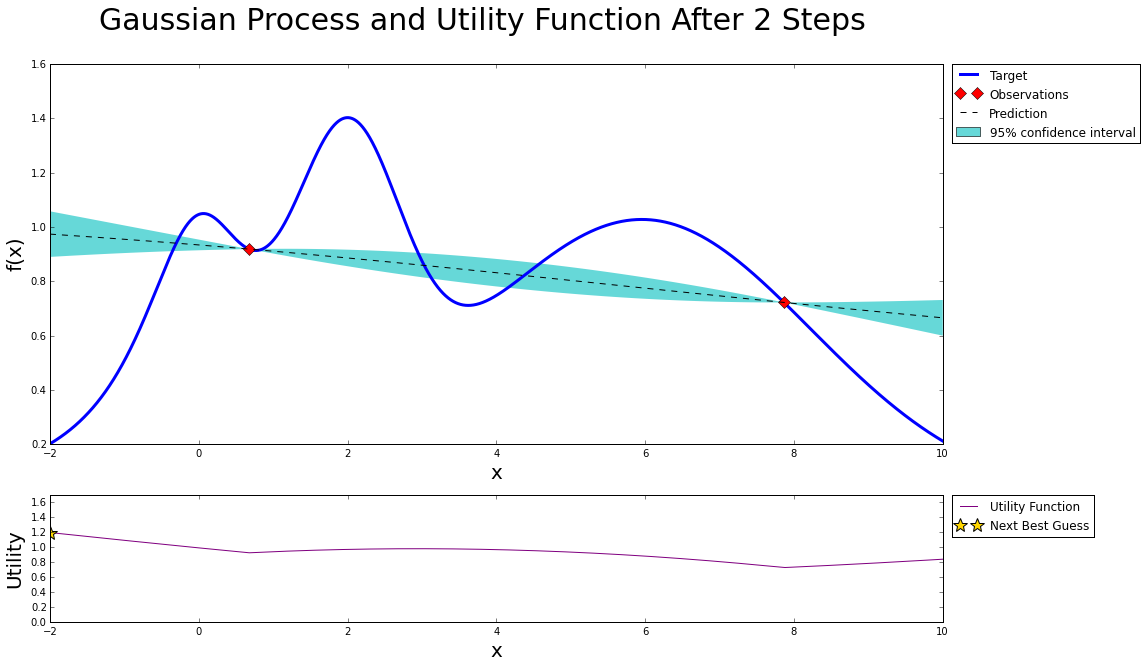 Gaussian Process and Utility Function After 2 Steps
1.6
1.4
1.2
1.0
0.8
0.6
0.4
0.2
f(x)
−2 0 2 4 6 8 10
x
Target
Observations
Prediction
95% confidence interval
1.6
1.4
1.2
1.0
0.8
0.6
0.4
0.2
0.0
Utility
−2 0 2 4 6 8 10
x
Utility Function
Next Best Guess